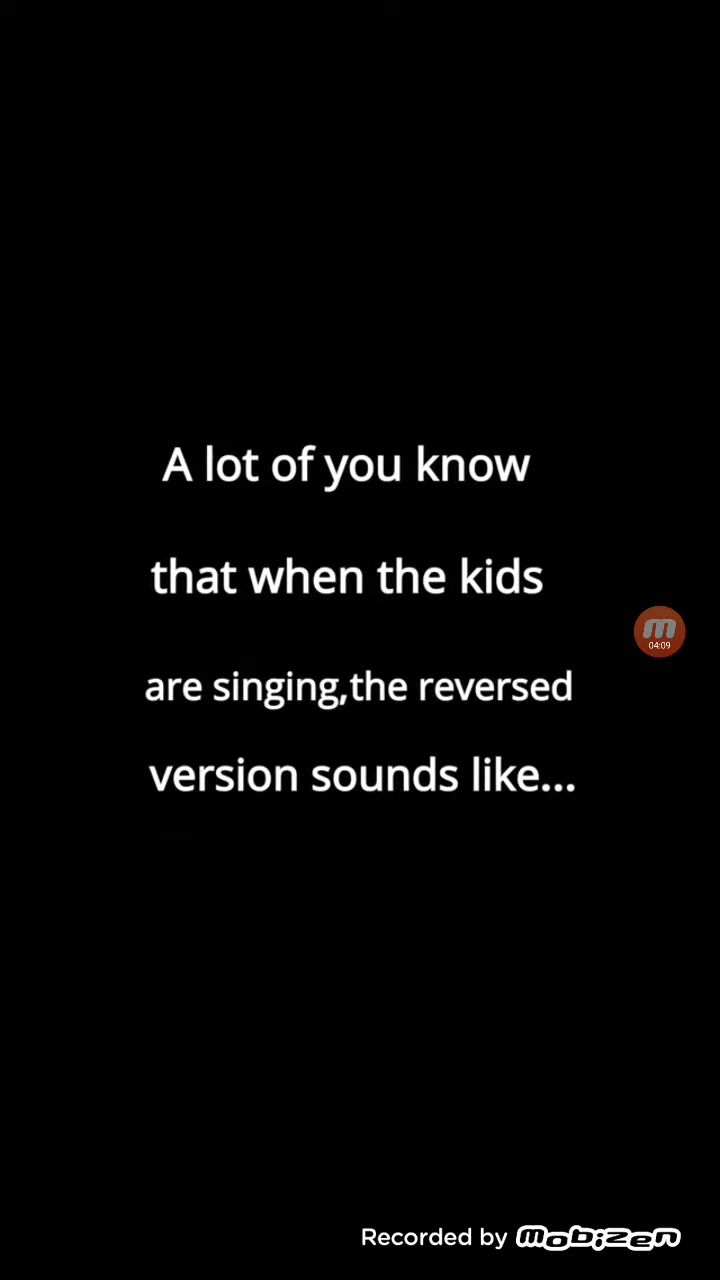 A lot of you know
that when the kids
are singing,the reversed
version sounds like...
04:09
Recorded by mobizen